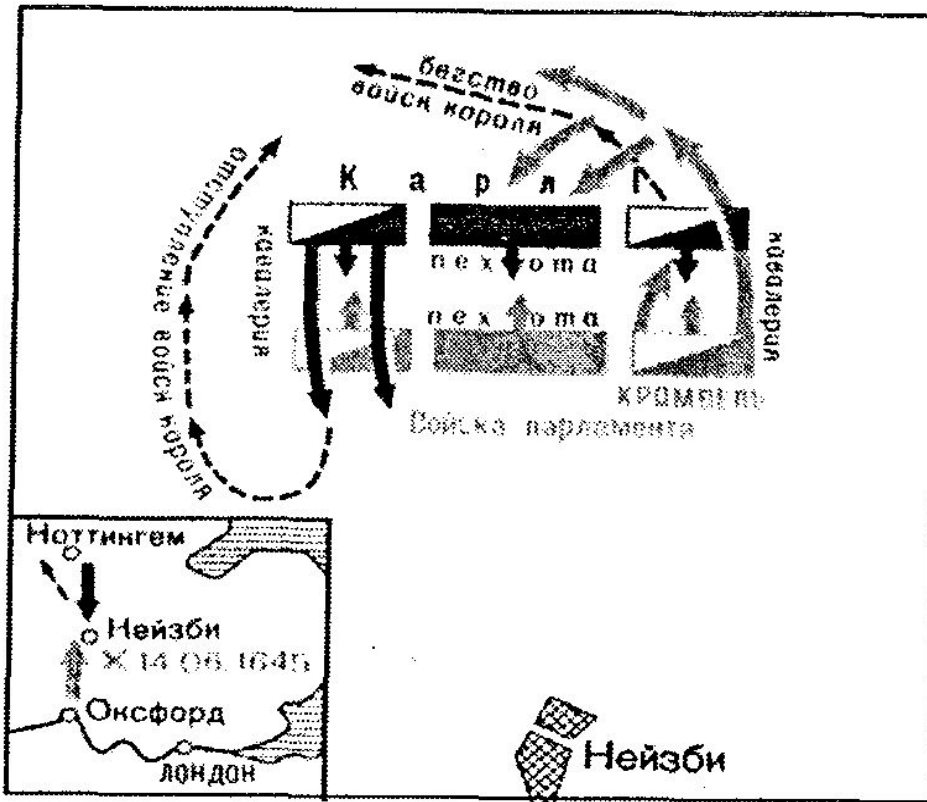 бегство
войск короля
отступление войск короля
Карл I
кавалерия
пехота
кавалерия
пехота
КРОМВЕЛЬ
Войска парламента
Ноттингем
Нейзби
14.06.1645
Оксфорд
ЛОНДОН
Нейзби